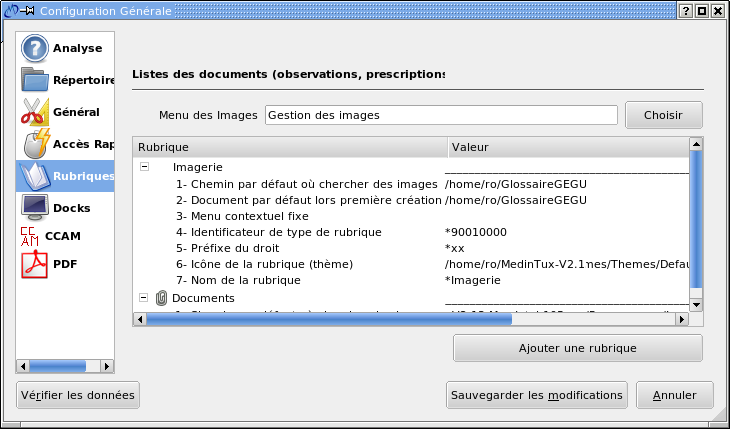 Configuration Générale
Analyse
Répertoire
Général
Accès Rap
Rubriques
Docks
CCAM
CCAM
PDF
Listes des documents (observations, prescriptions
Menu des Images Gestion des images Choisir
Rubrique Valeur
Imagerie
1- Chemin par défaut où chercher des images /home/ro/GlossaireGEGU
2- Document par défaut lors première création /home/ro/GlossaireGEGU
3- Menu contextuel fixe
4- Identificateur de type de rubrique *90010000
5- Préfixe du droit *xx
6- Icône de la rubrique (thème) /home/ro/MedinTux-V2.1nes/Themes/Defau
7- Nom de la rubrique *Imagerie
Documents
Ajouter une rubrique
Vérifier les données Sauvegarder les modifications Annuler